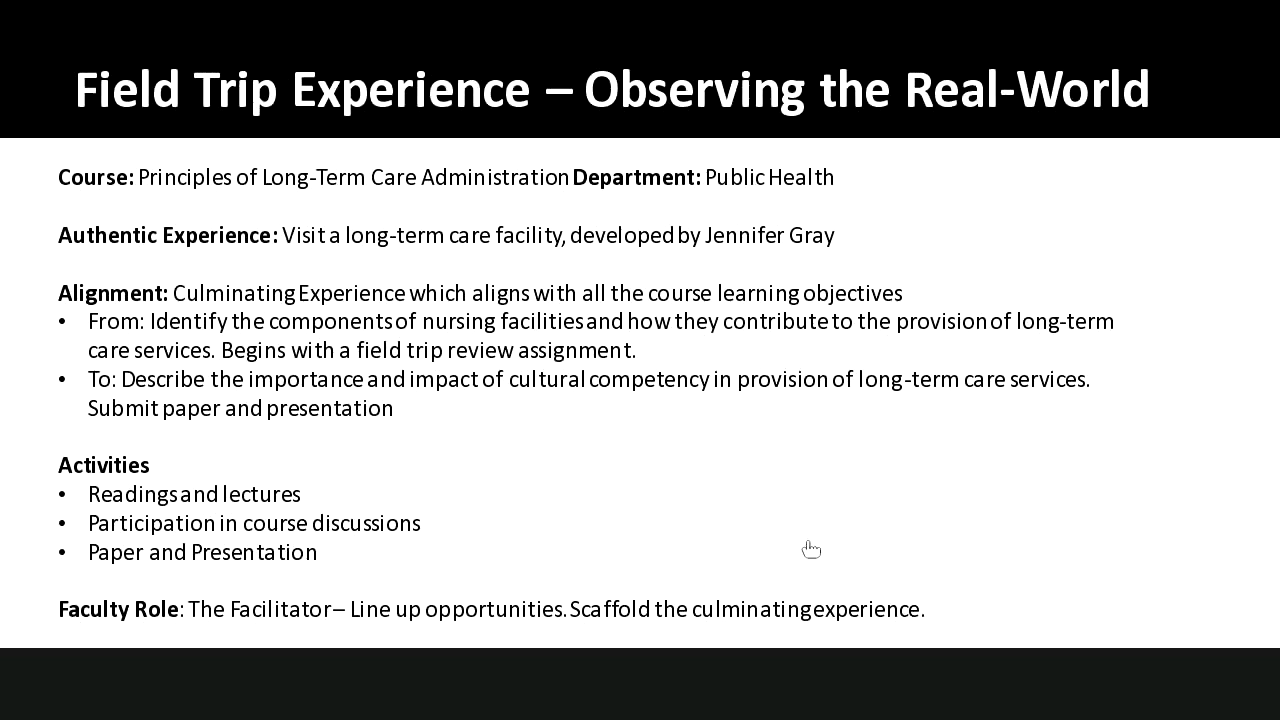 Field Trip Experience – Observing the Real-World
Course: Principles of Long-Term Care Administration Department: Public Health
Authentic Experience: Visit a long-term care facility, developed by Jennifer Gray
Alignment: Culminating Experience which aligns with all the course learning objectives
• From: Identify the components of nursing facilities and how they contribute to the provision of long-term
care services. Begins with a field trip review assignment.
• To: Describe the importance and impact of cultural competency in provision of long-term care services.
Submit paper and presentation
Activities
• Readings and lectures
• Participation in course discussions
• Paper and Presentation
Faculty Role: The Facilitator – Line up opportunities. Scaffold the culminating experience.